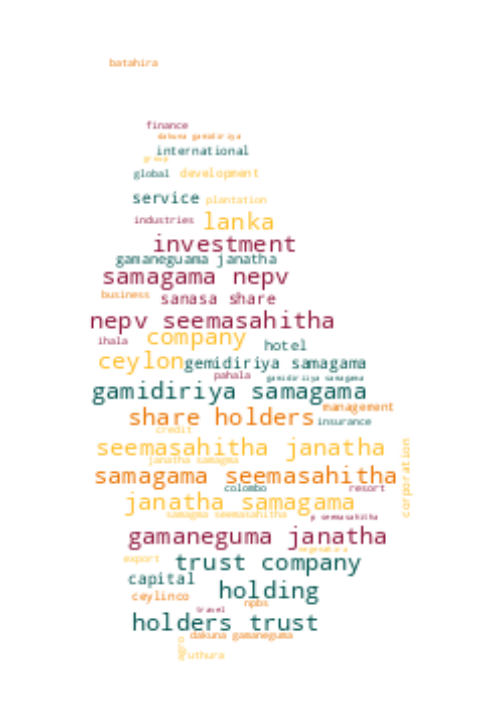 batahira
finance
dakuna gamidiriya
international
group
global development
service plantation
industries lanka
investment
gamaneguama janatha
samagama nepv
business sanasa share
nepv seemasahitha
ihala company hotel
ceylon gemidiriya samagama
pahala gamidiriiya samagama
gamidiriya samagama
share holders management
credit insurance
seemasahitha janatha
janatha samagma
samagama seemasahitha
corporation
colombo resort
janatha samagama
samagma seemasahitha p seemasahitha
gamaneguma janatha
export trust company
capital holding
ceylinco npbs
travel
holders trust
dakuna gamaneguma
agro uthura